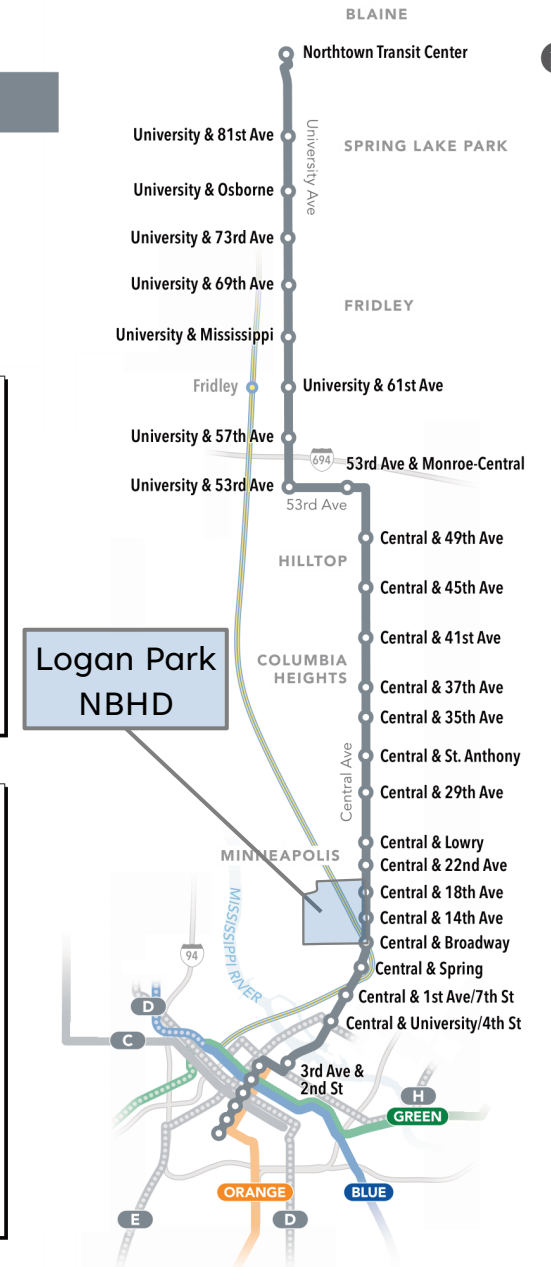 BLAINE
Northtown Transit Center
University & 81st Ave
University Ave
SPRING LAKE PARK
University & Osborne
University & 73rd Ave
University & 69th Ave
FRIDLEY
University & Mississippi
Fridley
University & 61st Ave
University & 57th Ave
694
53rd Ave & Monroe-Central
University & 53rd Ave
53rd Ave
Central & 49th Ave
HILLTOP
Central & 45th Ave
Central & 41st Ave
Logan Park
NBHD
COLUMBIA
HEIGHTS
Central & 37th Ave
Central & 35th Ave
Central Ave
Central & St. Anthony
Central & 29th Ave
Central & Lowry
MINNEAPOLIS
Central & 22nd Ave
Central & 18th Ave
Central & 14th Ave
Central & Broadway
MISSISSIPPI RIVER
94
Central & Spring
Central & 1st Ave/7th St
D
Central & University/4th St
C
3rd Ave &
2nd St
H
GREEN
ORANGE
BLUE
E
D